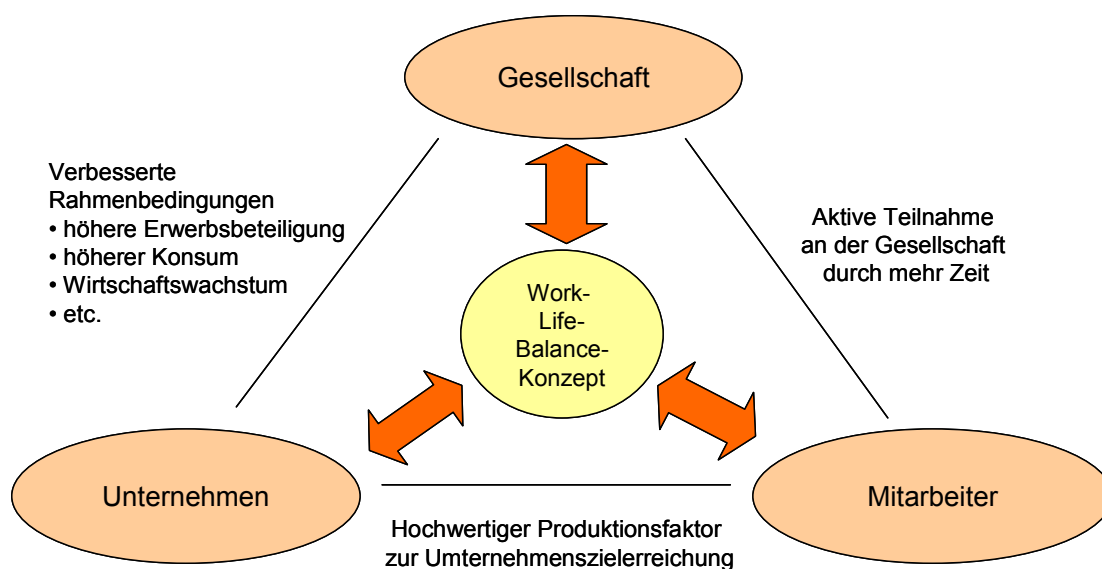 Gesellschaft
Verbesserte
Rahmenbedingungen
• höhere Erwerbsbeteiligung
• höherer Konsum
• Wirtschaftswachstum
• etc.
Aktive Teilnahme
an der Gesellschaft
durch mehr Zeit
Work-
Life-
Balance-
Konzept
Unternehmen
Mitarbeiter
Hochwertiger Produktionsfaktor
zur Umternehmenszielerreichung